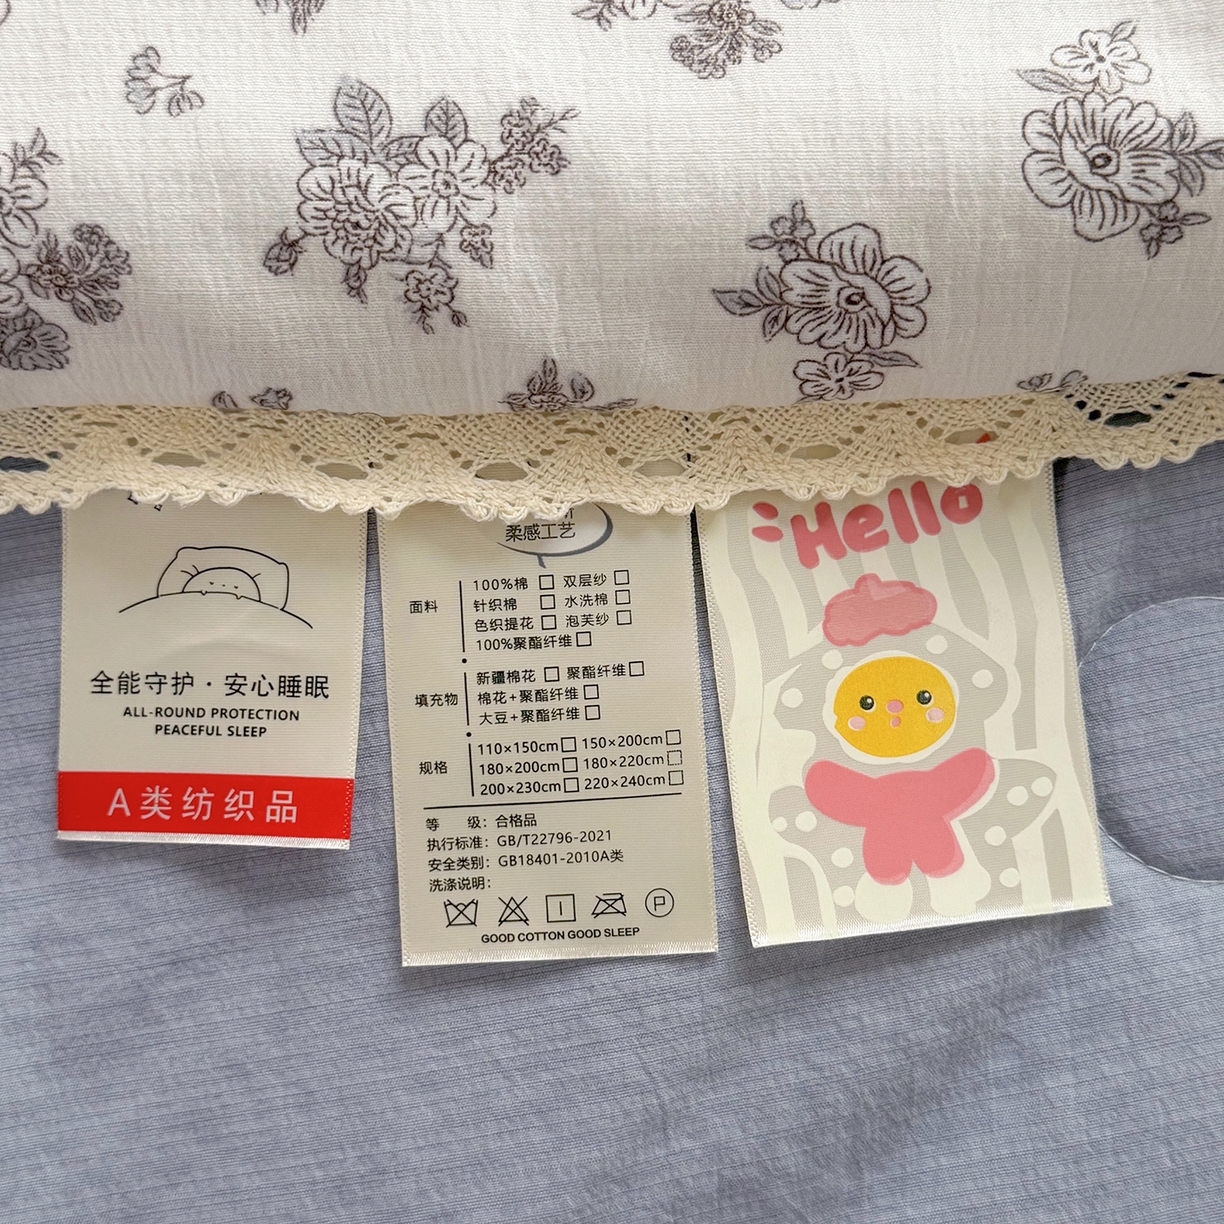 全能守护·安心睡眠
ALL-ROUND PROTECTION
PEACEFUL SLEEP
A类纺织品
柔感工艺
面料
100%棉 □ 双层纱 □
针织棉 □ 水洗棉 □
色织提花 □ 泡芙纱 □
100%聚酯纤维 □
填充物
新疆棉花 □ 聚酯纤维 □
棉花+聚酯纤维 □
大豆+聚酯纤维 □
规格
110×150cm □ 150×200cm □
180×200cm □ 180×220cm □
200×230cm □ 220×240cm □
等 级：合格品
执行标准：GB/T22796-2021
安全类别：GB18401-2010A类
洗涤说明：
P
GOOD COTTON GOOD SLEEP
Hello